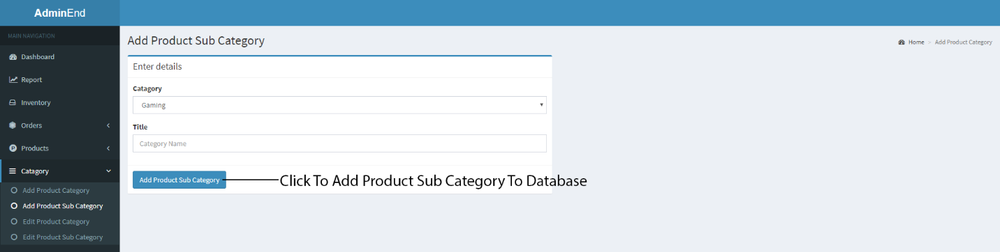 AdminEnd
MAIN NAVIGATION
Dashboard
Report
Inventory
Orders
Products
Catagory
Add Product Category
Add Product Sub Category
Edit Product Category
Edit Product Sub Category
Add Product Sub Category
Home > Add Product Category
Enter details
Catagory
Gaming
Title
Category Name
Add Product Sub Category
Click To Add Product Sub Category To Database